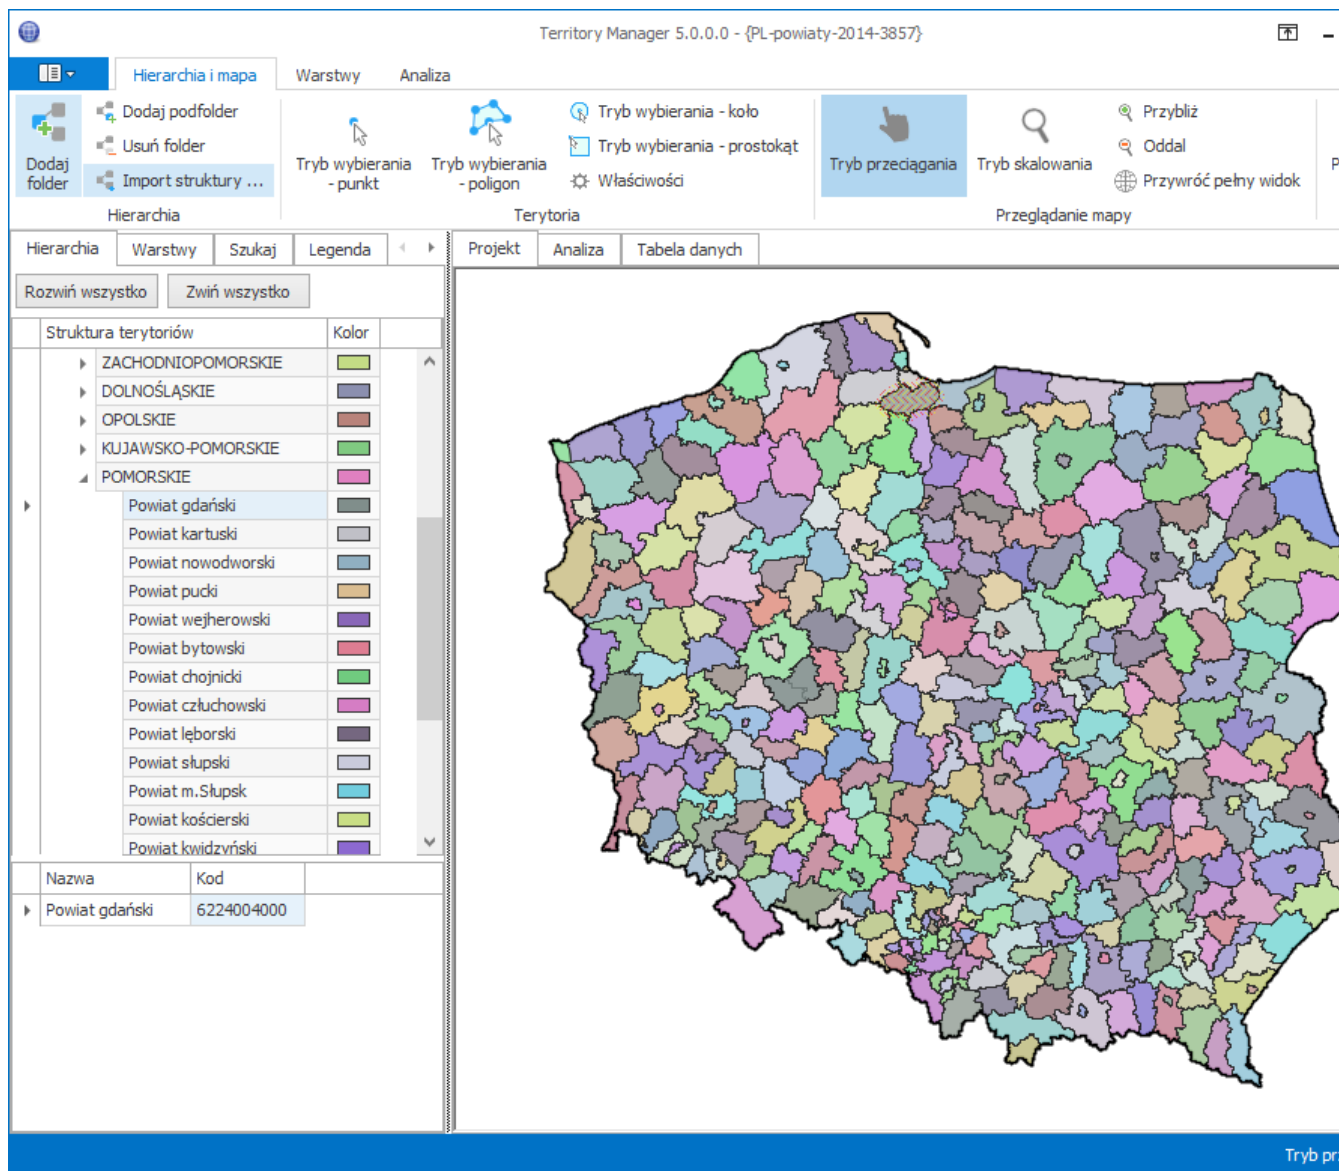 Territory Manager 5.0.0.0 - {PL-powiaty-2014-3857}
Hierarchia i mapa
Warstwy
Analiza
Dodaj folder
Dodaj podfolder
Usuń folder
Import struktury ...
Hierarchia
Tryb wybierania - punkt
Tryb wybierania - poligon
Tryb wybierania - koło
Tryb wybierania - prostokąt
Właściwości
Terytoria
Tryb przeciągania
Tryb skalowania
Przybliż
Oddal
Przywróć pełny widok
Przeglądanie mapy
P
Hierarchia
Warstwy
Szukaj
Legenda
Projekt
Analiza
Tabela danych
Rozwiń wszystko
Zwiń wszystko
Struktura terytoriów
Kolor
ZACHODNIOPOMORSKIE
DOLNOŚLĄSKIE
OPOLSKIE
KUJAWSKO-POMORSKIE
POMORSKIE
Powiat gdański
Powiat kartuski
Powiat nowodworski
Powiat pucki
Powiat wejherowski
Powiat bytowski
Powiat chojnicki
Powiat człuchowski
Powiat lęborski
Powiat słupski
Powiat m.Słupsk
Powiat kościerski
Powiat kwidzyński
Nazwa
Kod
Powiat gdański
6224004000
Tryb pr